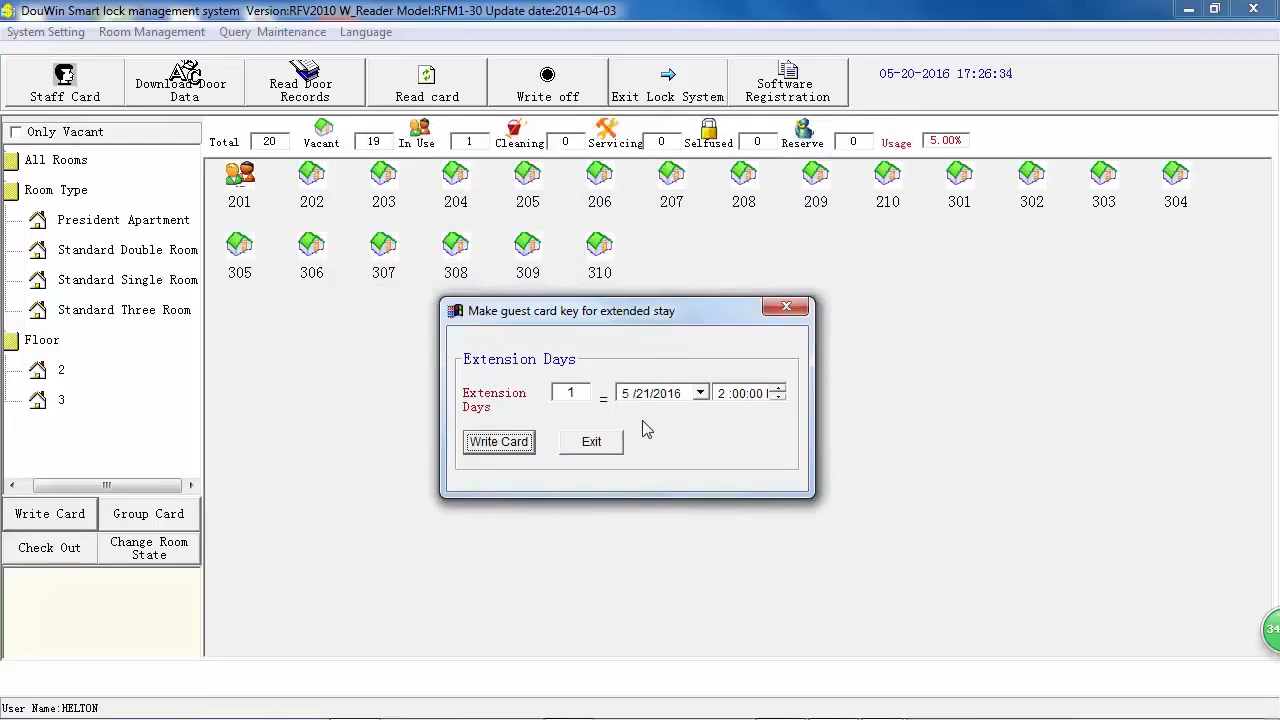 DouWin Smart lock management system Version:RFV2010 W_Reader Model:RFM1-30 Update date:2014-04-03
System Setting Room Management Query Maintenance Language
Staff Card
Download Door
Data
Read Door
Records
Read card
Write off
Exit Lock System
Software
Registration
05-20-2016 17:26:34
Only Vacant
Total 20 Vacant 19 In Use 1 Cleaning 0 Servicing 0 Selfused 0 Reserve 0 Usage 5.00%
All Rooms
Room Type
President Apartment
Standard Double Room
Standard Single Room
Standard Three Room
Floor
2
3
201 202 203 204 205 206 207 208 209 210 301 302 303 304
305 306 307 308 309 310
Make guest card key for extended stay
Extension Days
Extension
Days
1 = 5 /21/2016 2 :00:00
Write Card Exit
Write Card Group Card
Check Out
Change Room
State
34
User Name:HELTON